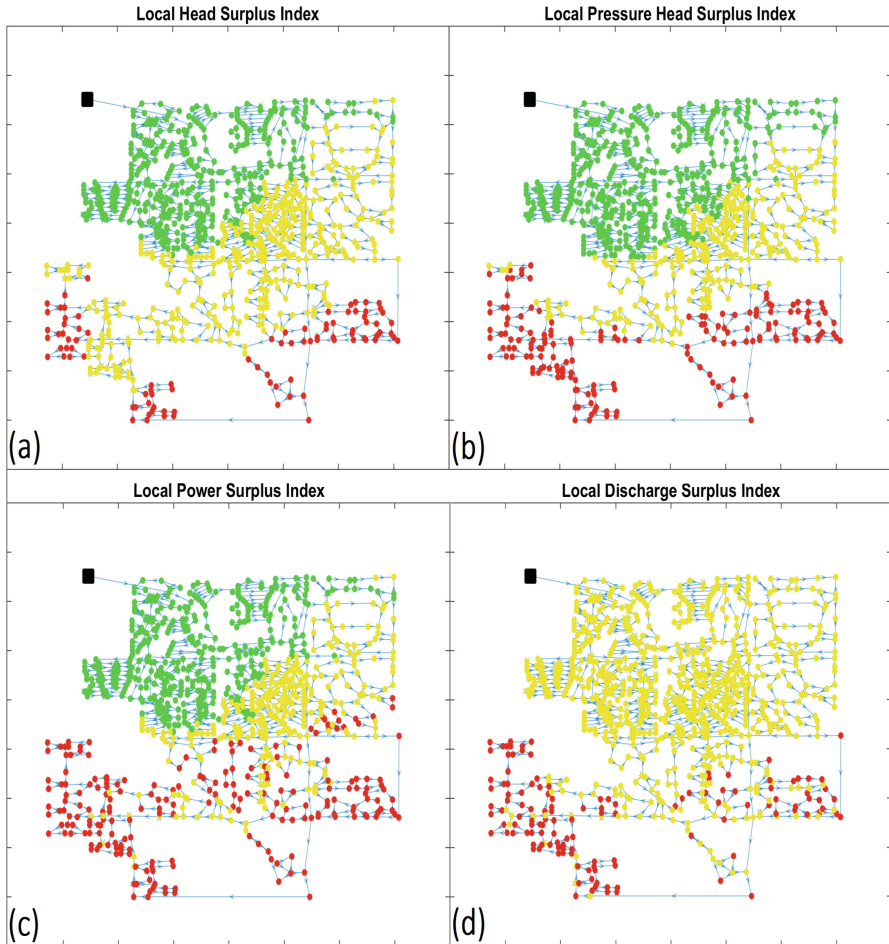 Local Head Surplus Index
Local Pressure Head Surplus Index
(a)
(b)
Local Power Surplus Index
Local Discharge Surplus Index
(c)
(d)